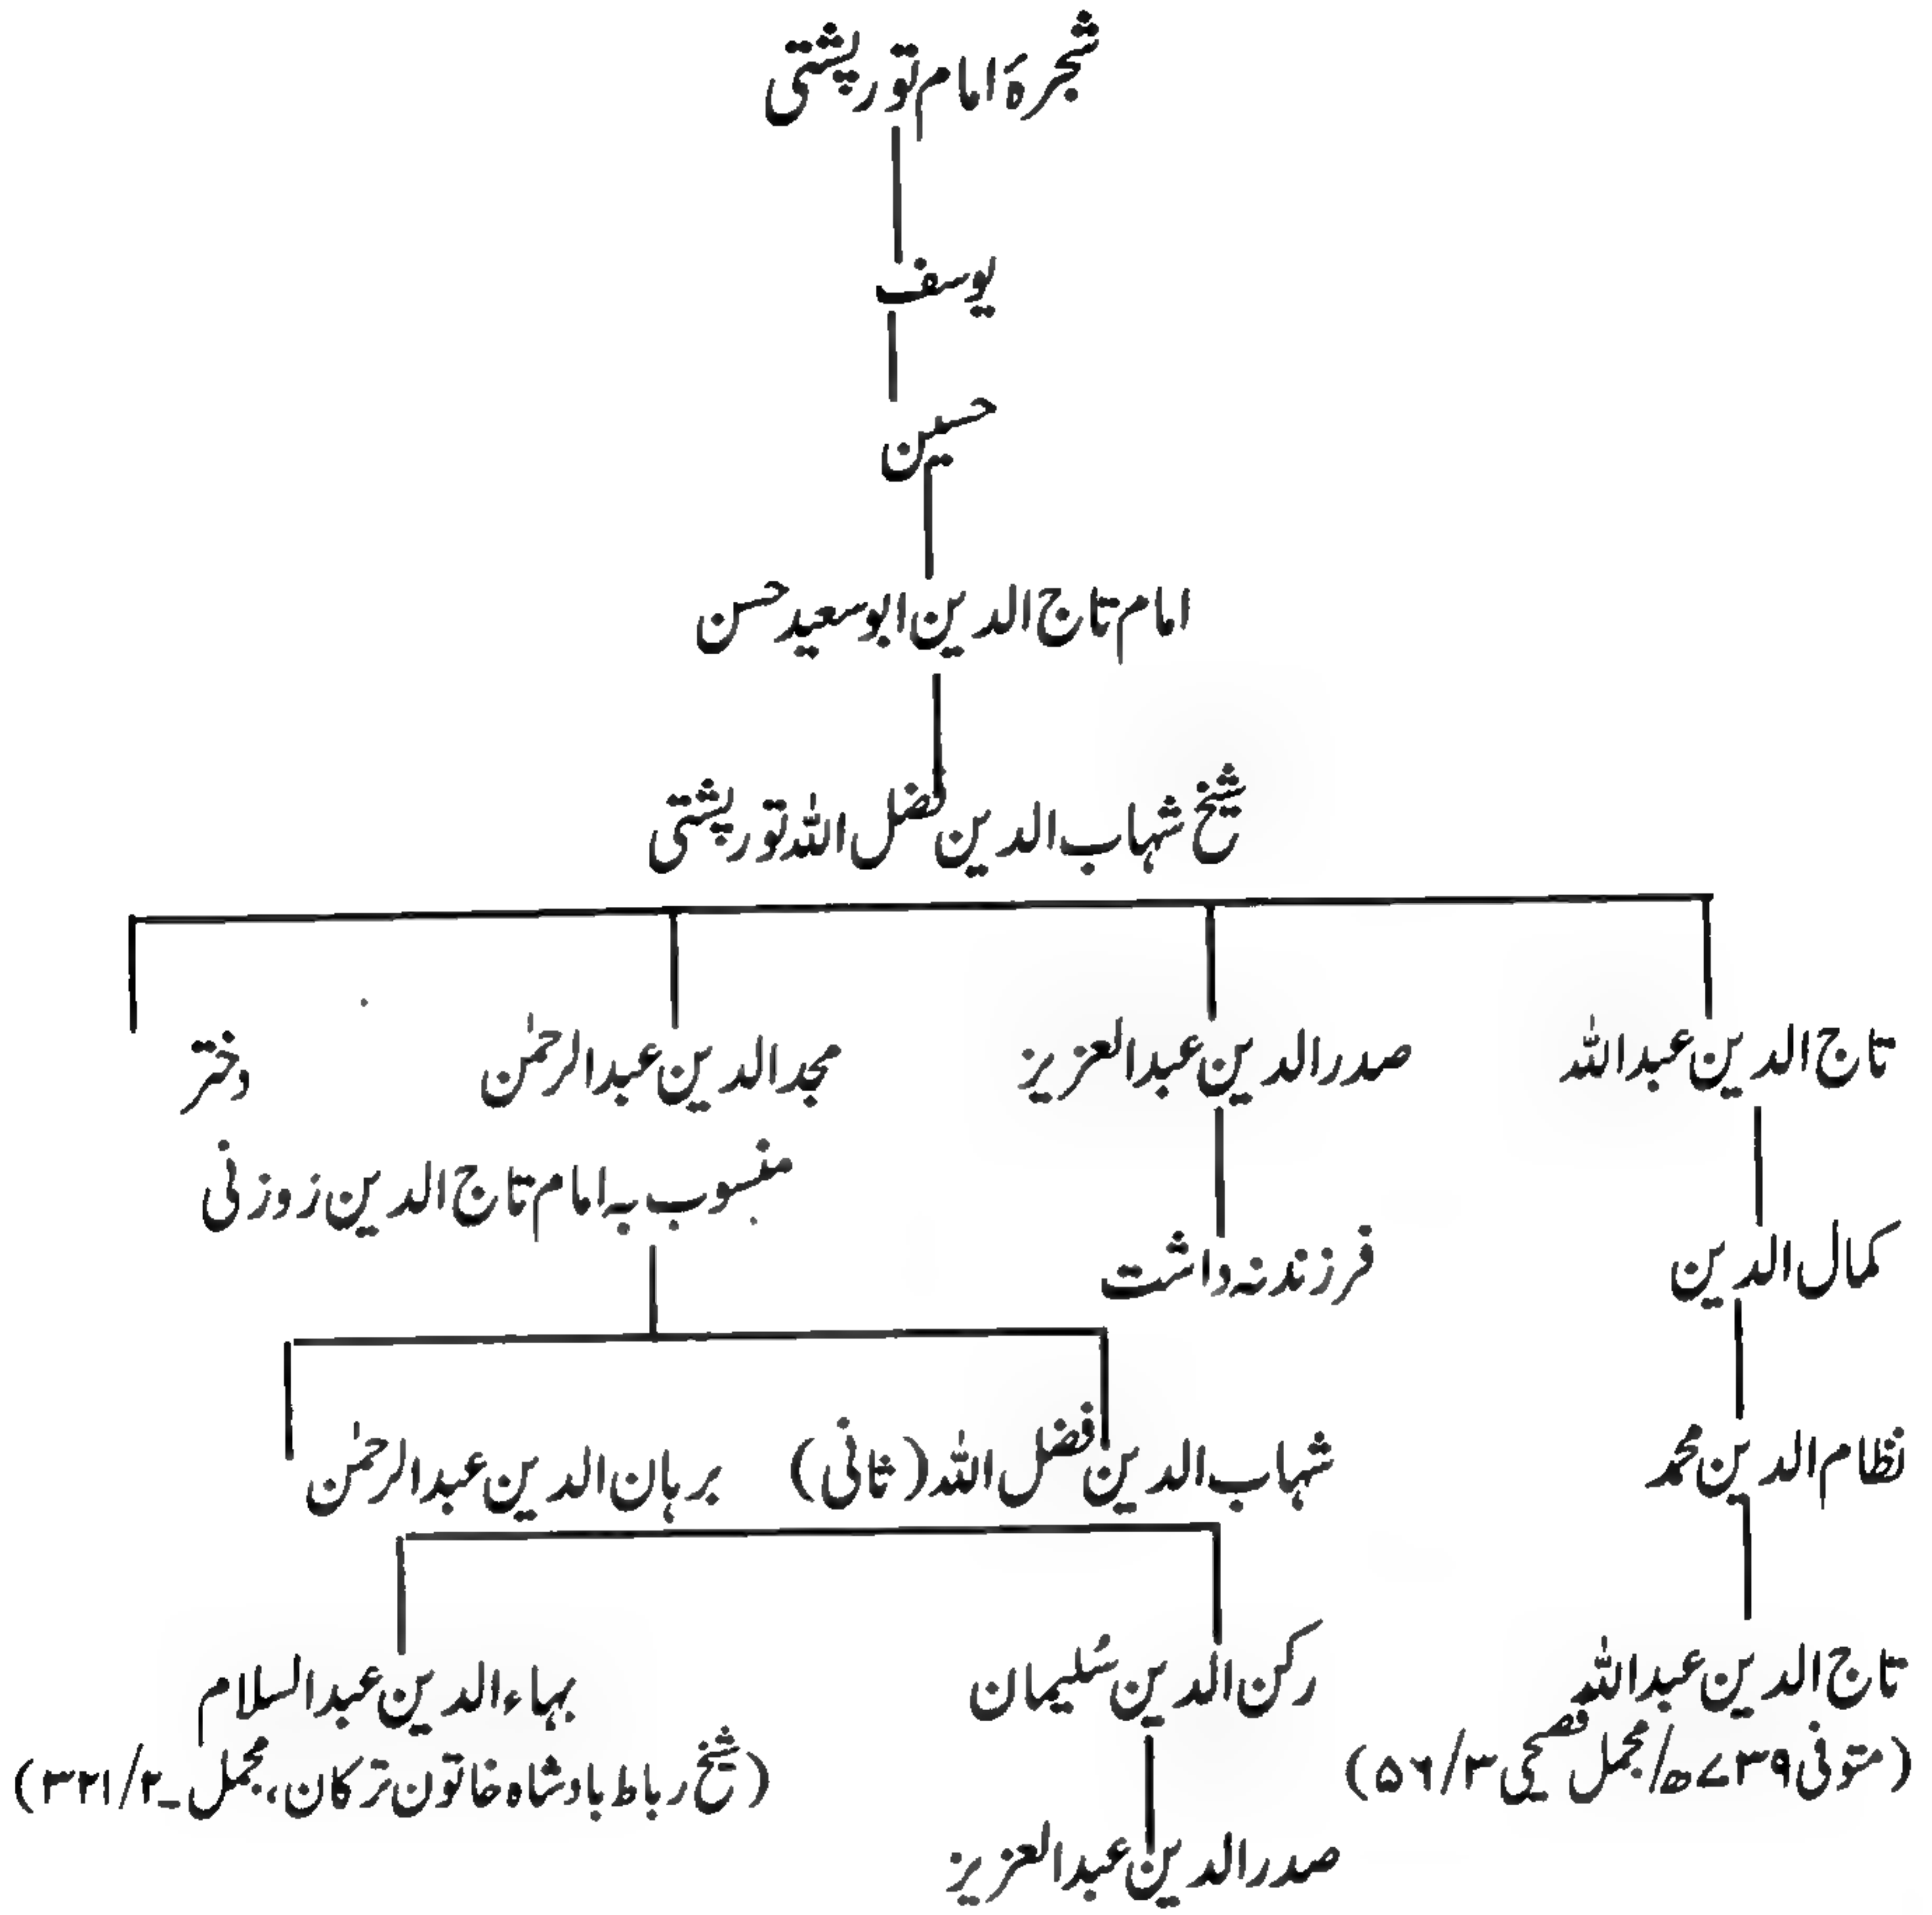 شجرۂ امام تورپشتی
یوسف
حسین
امام تاج الدین ابوسعید حسن
شیخ شہاب الدین فضل اللہ تورپشتی
تاج الدین عبداللہ صدرالدین عبدالعزیز مجدالدین عبدالرحمٰن دختر
منسوب بہ امام تاج الدین زوزنی
کمال الدین فرزند نہ داشت
نظام الدین محمد شہاب الدین فضل اللہ (ثانی) برہان الدین عبدالرحمٰن
تاج الدین عبداللہ رکن الدین سُلیمان بہاء الدین عبدالسلام
(متوفی ۷۳۹ھ/مجمل فصیحی ۳/۵۶) (شیخ رباط بادشاہ خاتون ترکان، مجمل۔۲/۳۲۱)
صدرالدین عبدالعزیز